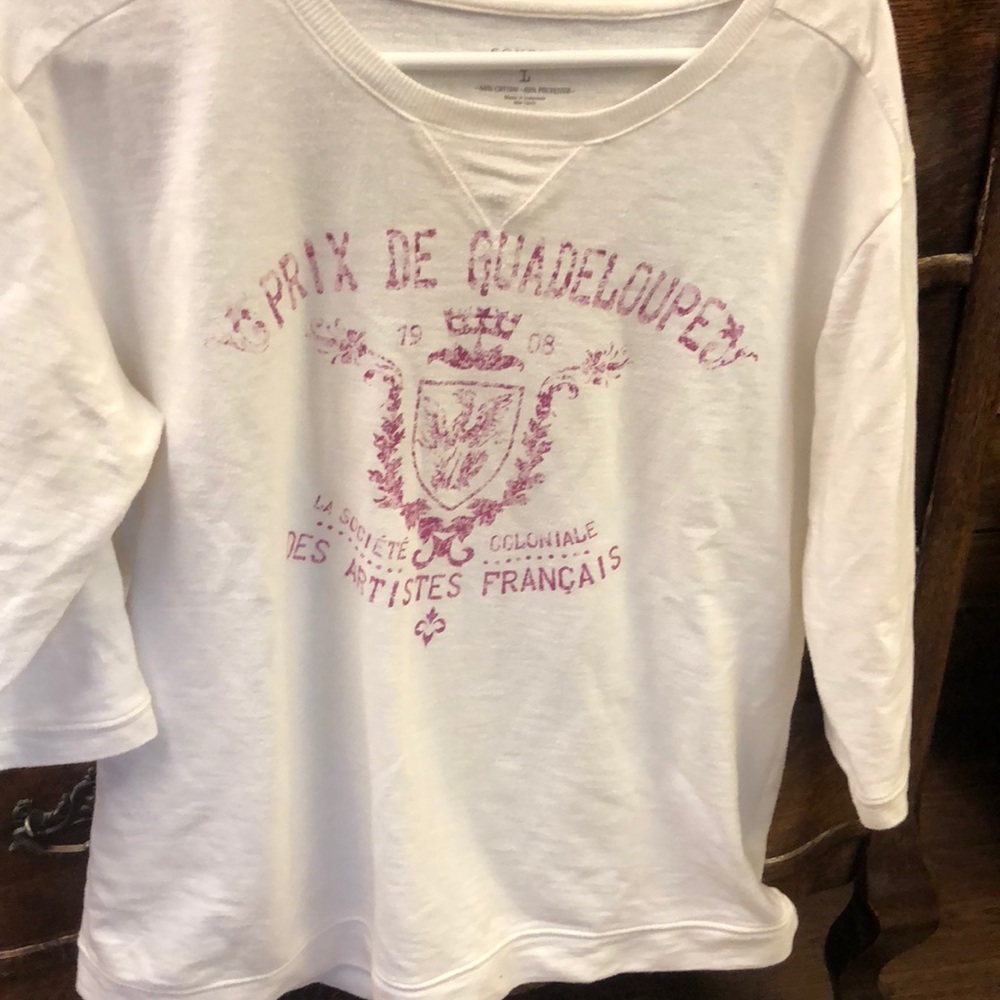 L
PRIX DE GUADELOUPE
19 08
LA SOCIÉTÉ COLONIALE
DES ARTISTES FRANÇAIS